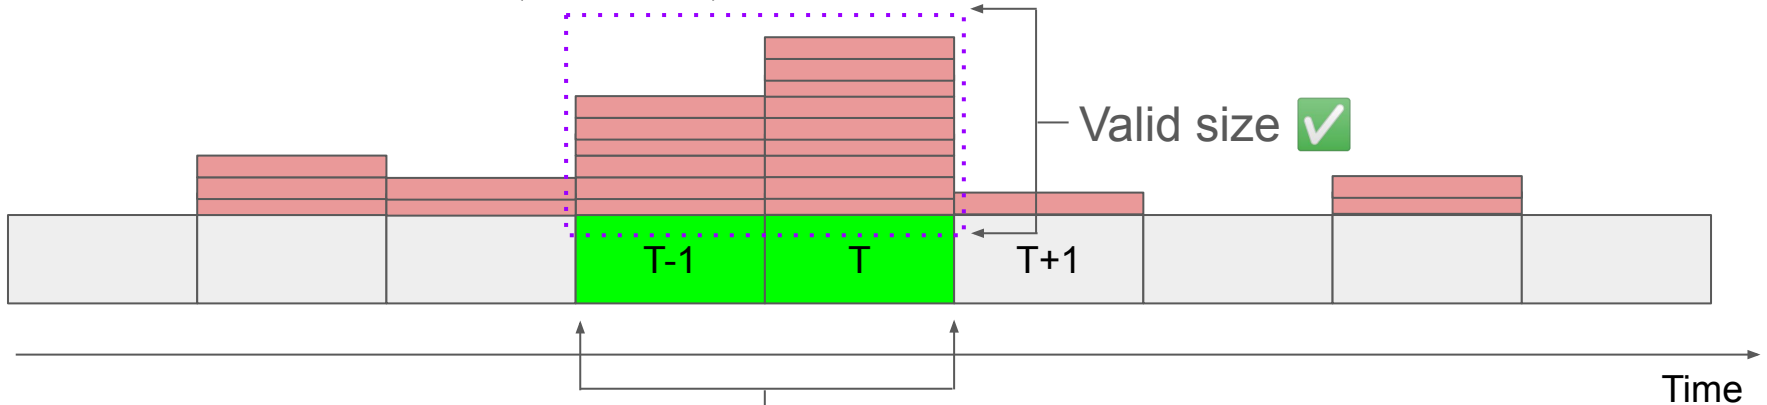 Valid size ✅
T-1
T
T+1
Time